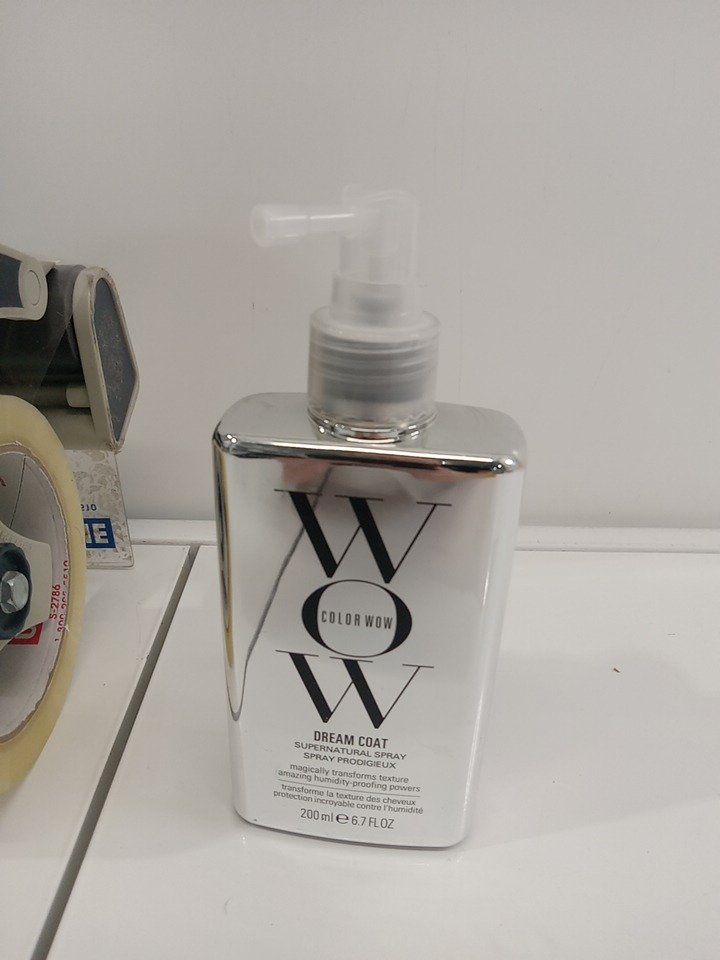 W
O
COLOR WOW
W
DREAM COAT
SUPERNATURAL SPRAY
SPRAY PRODIGIEUX
magically transforms texture
amazing humidity-proofing powers
transforme la texture des cheveux
protection incroyable contre l'humidité
200 ml e 6.7 FL OZ
S-2786